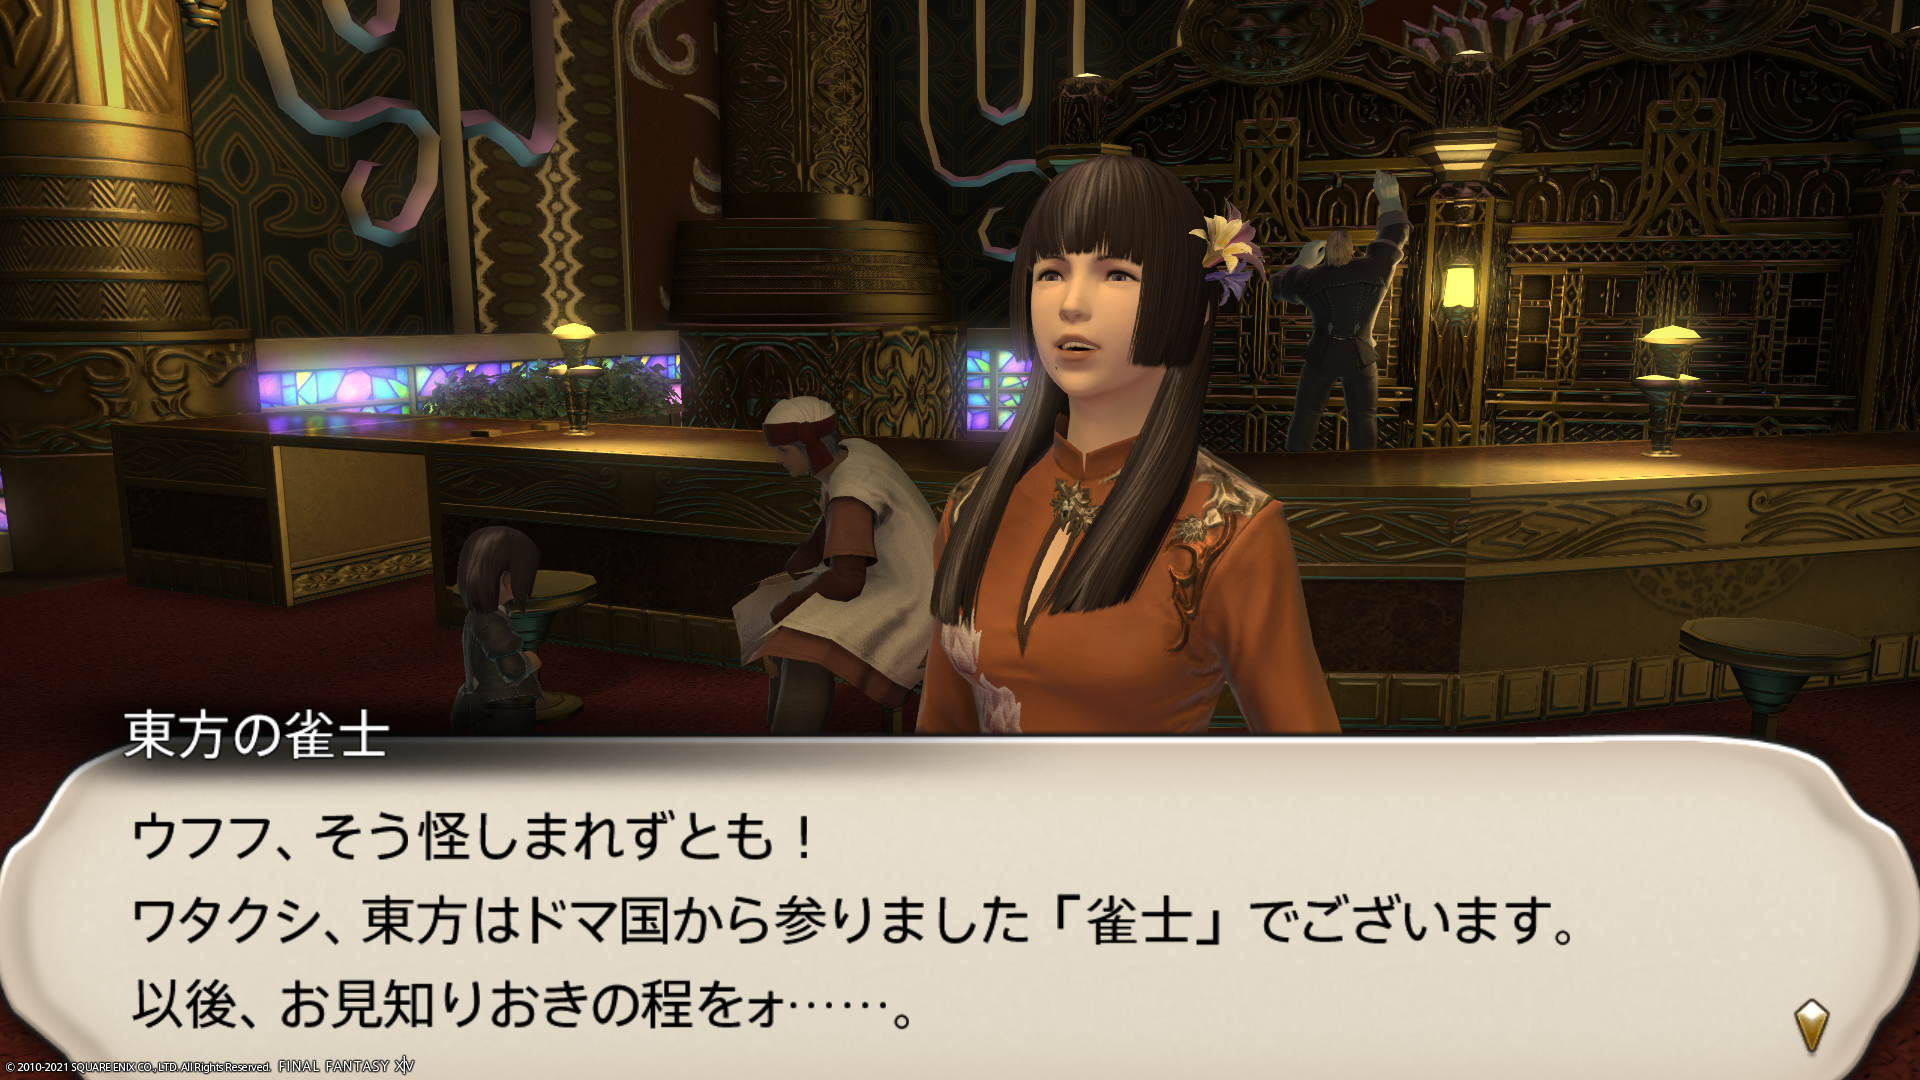 東方の雀士
ウフフ、そう怪しまれずとも！
ワタクシ、東方はドマ国から参りました「雀士」でございます。
以後、お見知りおきの程をォ……。
© 2010-2021 SQUARE ENIX CO., LTD. All Rights Reserved. FINAL FANTASY XIV